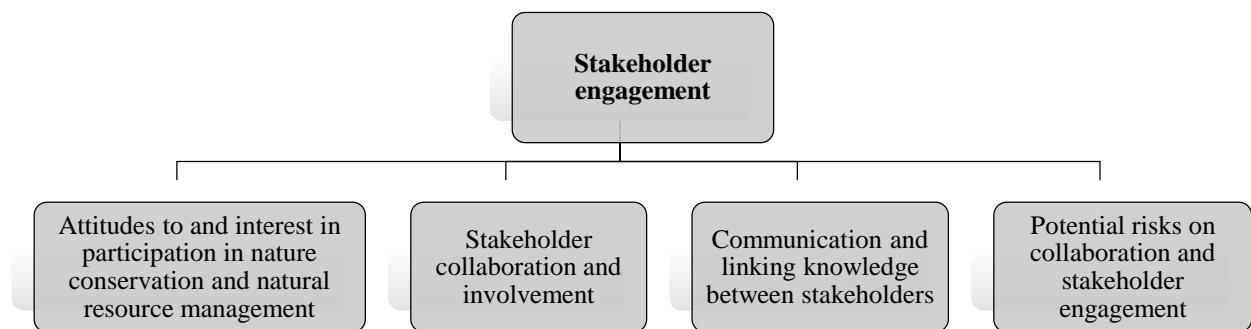 Stakeholder
engagement
Attitudes to and interest in
participation in nature
conservation and natural
resource management
Stakeholder
collaboration and
involvement
Communication and
linking knowledge
between stakeholders
Potential risks on
collaboration and
stakeholder
engagement